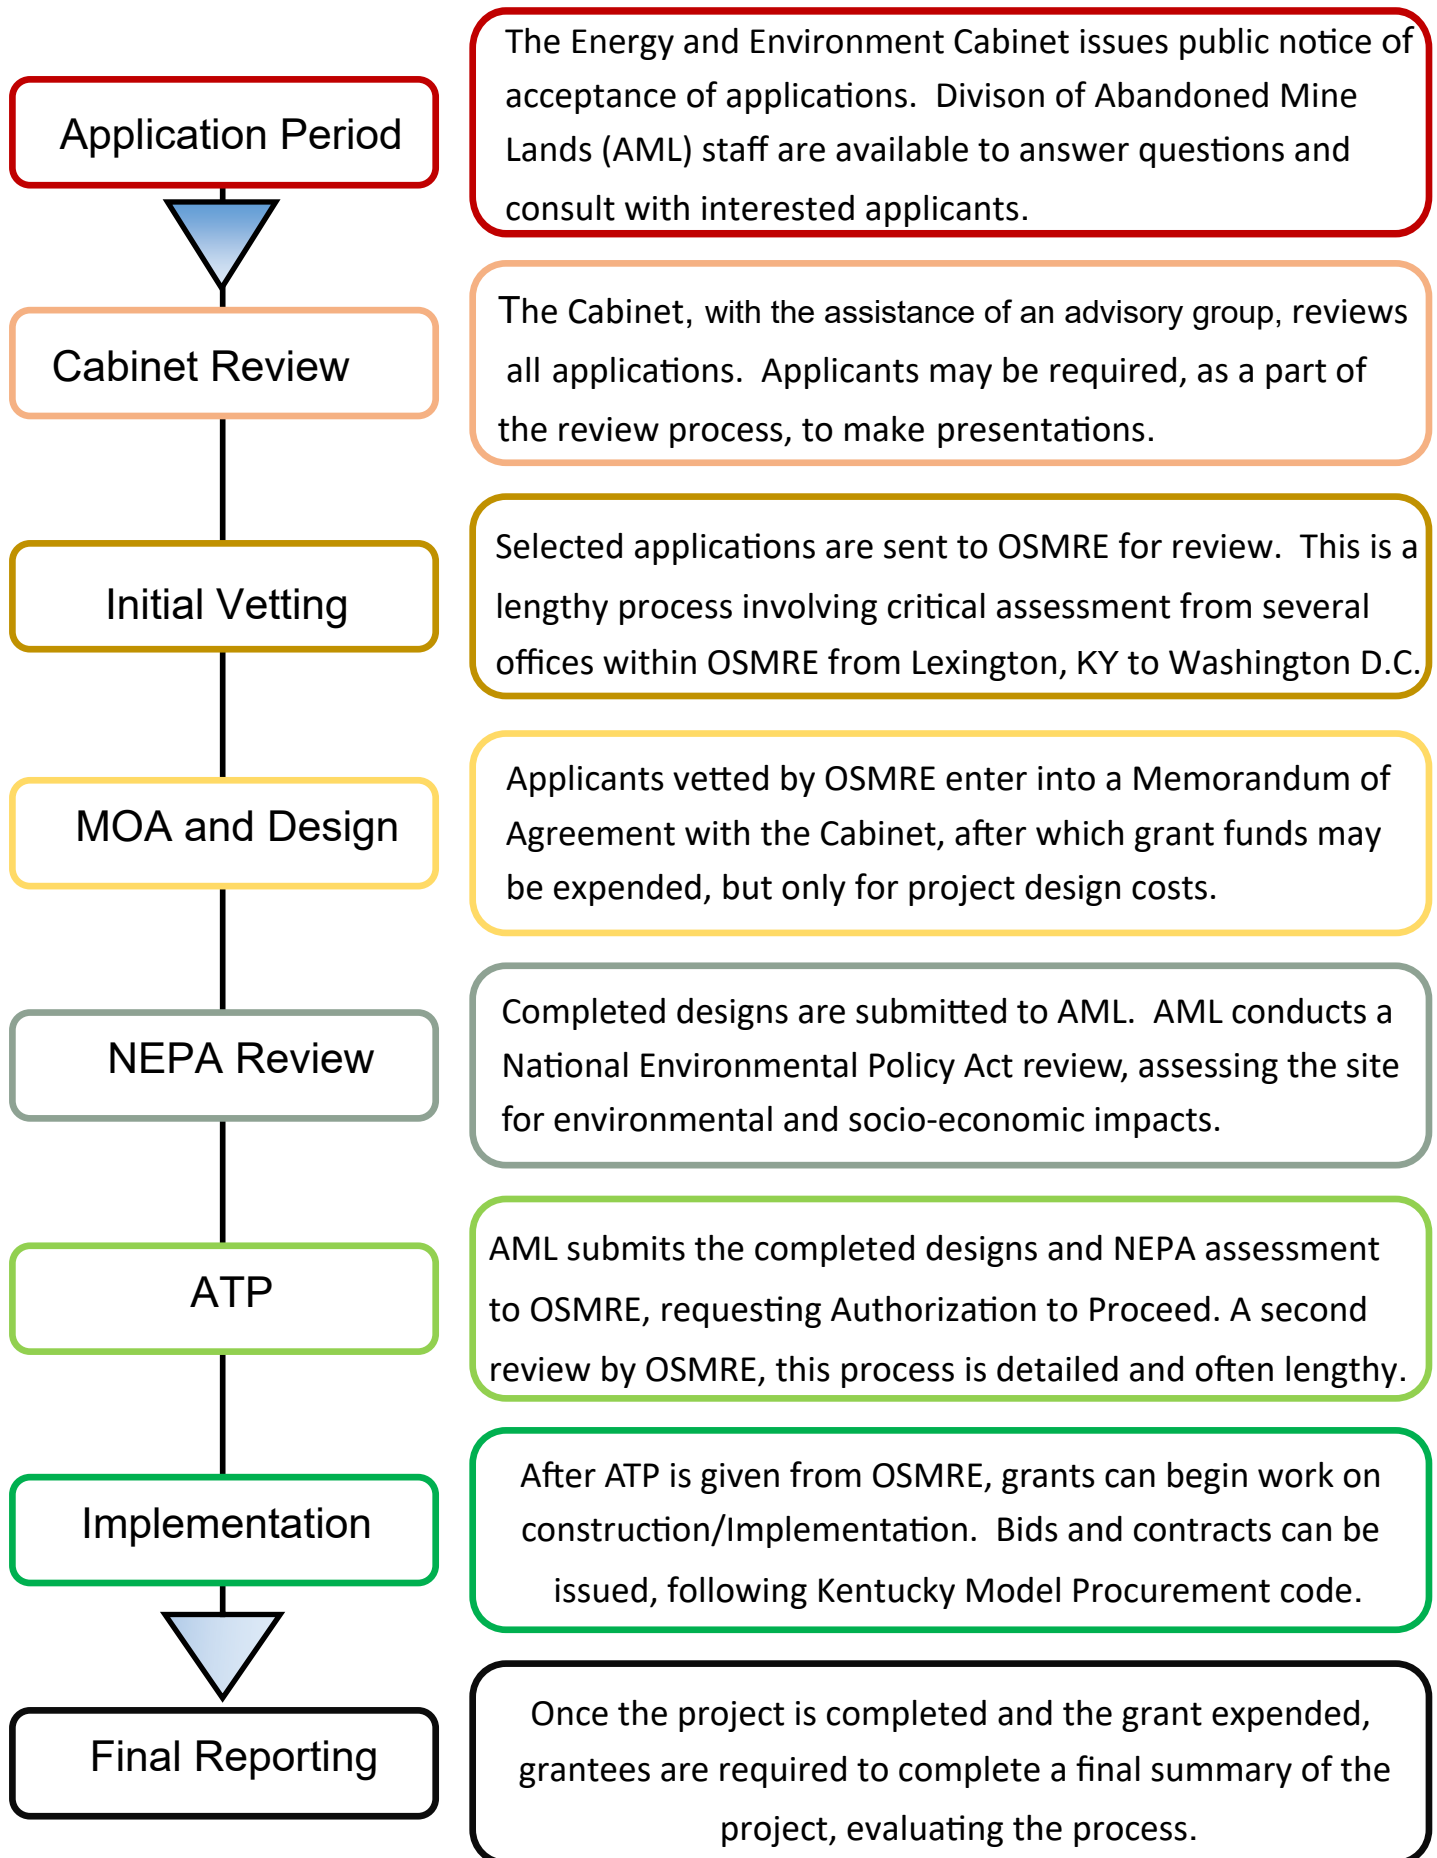 Application Period
The Energy and Environment Cabinet issues public notice of
acceptance of applications.  Divison of Abandoned Mine
Lands (AML) staff are available to answer questions and
consult with interested applicants.
Cabinet Review
The Cabinet, with the assistance of an advisory group, reviews
all applications.  Applicants may be required, as a part of
the review process, to make presentations.
Initial Vetting
Selected applications are sent to OSMRE for review.  This is a
lengthy process involving critical assessment from several
offices within OSMRE from Lexington, KY to Washington D.C.
MOA and Design
Applicants vetted by OSMRE enter into a Memorandum of
Agreement with the Cabinet, after which grant funds may
be expended, but only for project design costs.
NEPA Review
Completed designs are submitted to AML.  AML conducts a
National Environmental Policy Act review, assessing the site
for environmental and socio-economic impacts.
ATP
AML submits the completed designs and NEPA assessment
to OSMRE, requesting Authorization to Proceed. A second
review by OSMRE, this process is detailed and often lengthy.
Implementation
After ATP is given from OSMRE, grants can begin work on
construction/Implementation.  Bids and contracts can be
issued, following Kentucky Model Procurement code.
Final Reporting
Once the project is completed and the grant expended,
grantees are required to complete a final summary of the
project, evaluating the process.